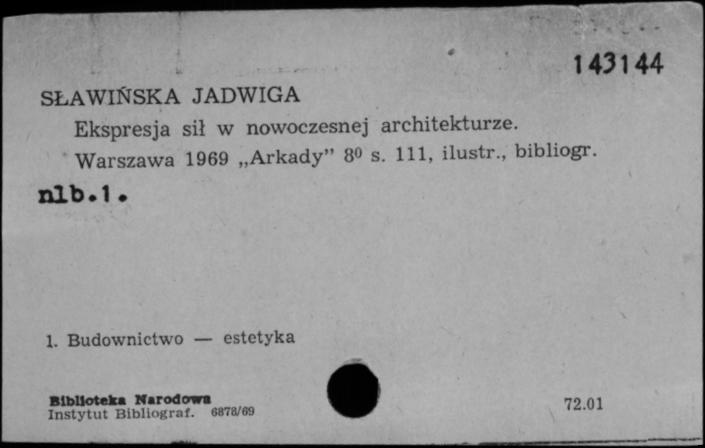 143144
SŁAWIŃSKA JADWIGA
Ekspresja sił w nowoczesnej architekturze.
Warszawa 1969 „Arkady” 8⁰ s. 111, ilustr., bibliogr.
nlb.1.
1. Budownictwo — estetyka
Biblioteka Narodowa
Instytut Bibliograf. 6878/69
72.01